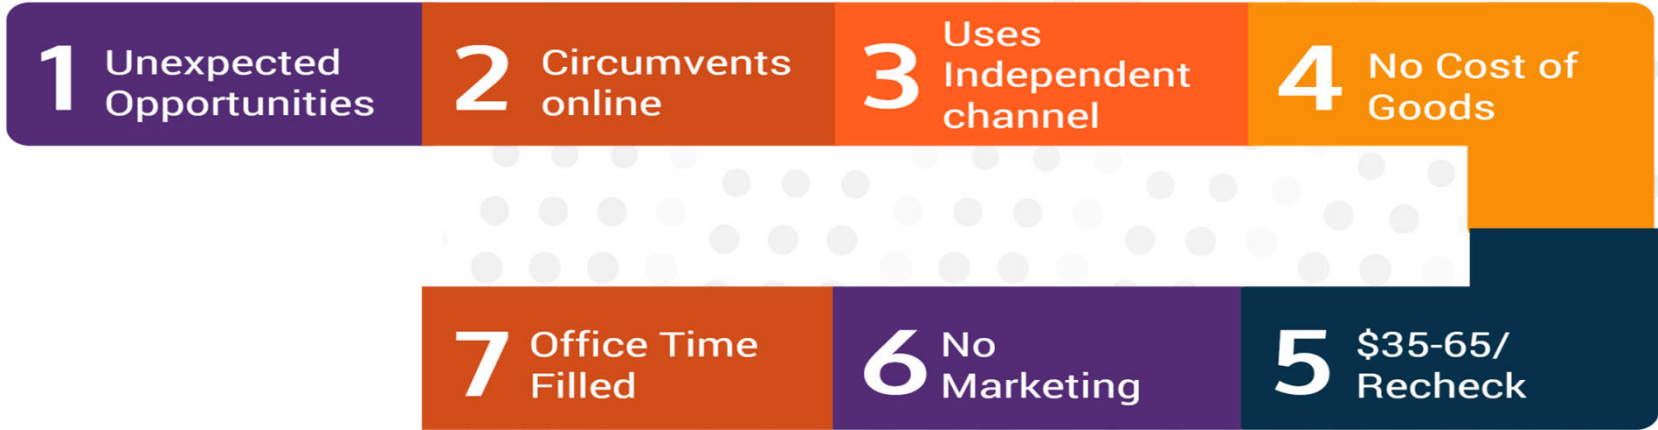 1 Unexpected
Opportunities
2 Circumvents
online
3 Uses
Independent
channel
4 No Cost of
Goods
7 Office Time
Filled
6 No
Marketing
5 $35-65/
Recheck